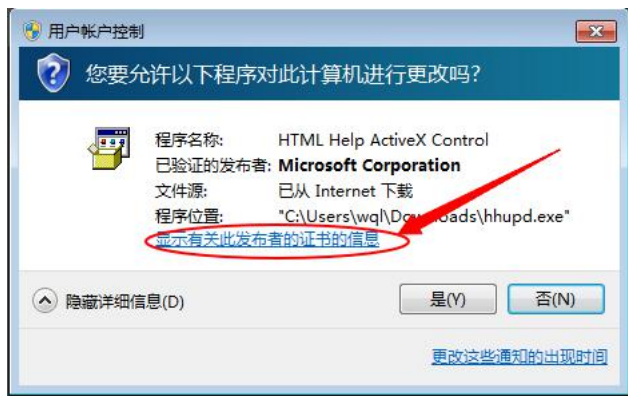 用户帐户控制
您要允许以下程序对此计算机进行更改吗?
程序名称: HTML Help ActiveX Control
已验证的发布者: Microsoft Corporation
文件源: 已从 Internet 下载
程序位置: "C:\Users\wql\Downloads\hhupd.exe"
显示有关此发布者的证书的信息
隐藏详细信息(D)
是(Y)
否(N)
更改这些通知的出现时间